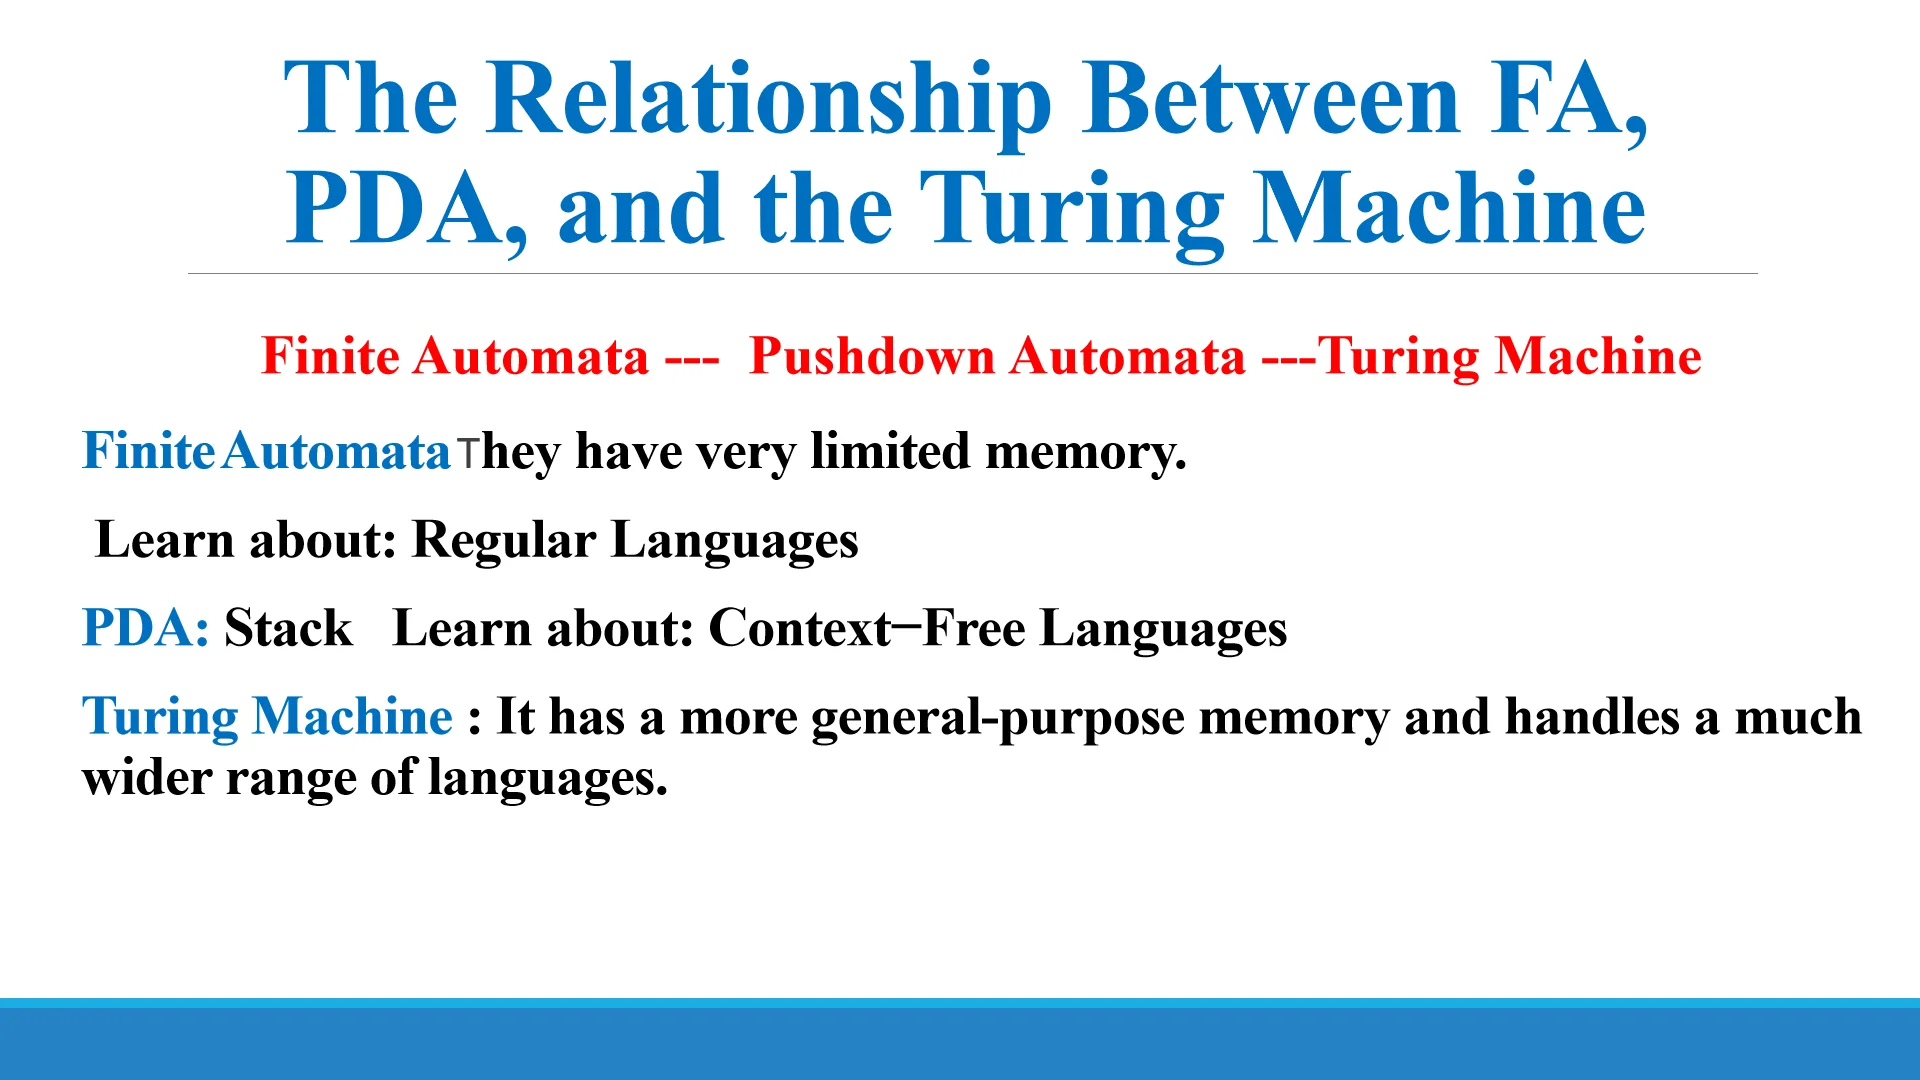 The Relationship Between FA,
PDA, and the Turing Machine
Finite Automata --- Pushdown Automata ---Turing Machine
Finite Automata They have very limited memory.
Learn about: Regular Languages
PDA: Stack Learn about: Context−Free Languages
Turing Machine : It has a more general-purpose memory and handles a much
wider range of languages.